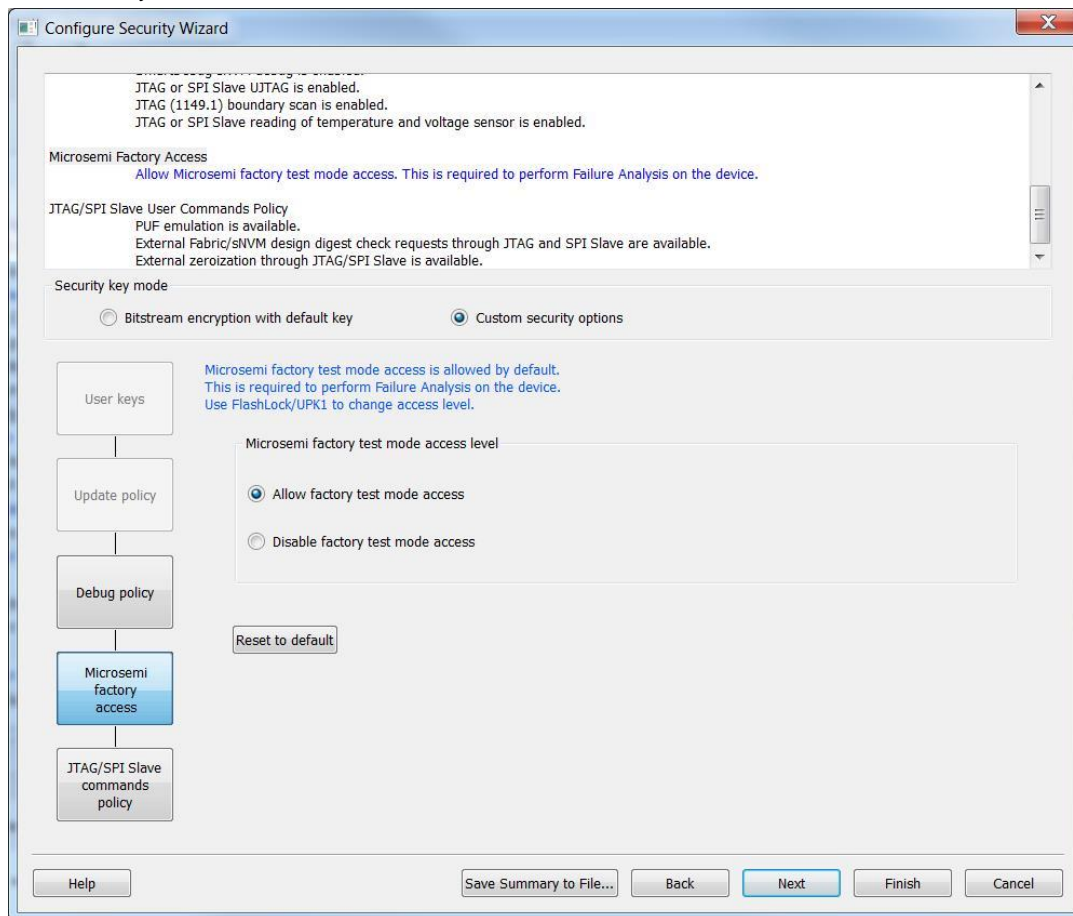 Configure Security Wizard
JTAG or SPI Slave UJTAG is enabled.
JTAG (1149.1) boundary scan is enabled.
JTAG or SPI Slave reading of temperature and voltage sensor is enabled.
Microsemi Factory Access
Allow Microsemi factory test mode access. This is required to perform Failure Analysis on the device.
JTAG/SPI Slave User Commands Policy
PUF emulation is available.
External Fabric/sNVM design digest check requests through JTAG and SPI Slave are available.
External zeroization through JTAG/SPI Slave is available.
Security key mode
Bitstream encryption with default key
Custom security options
User keys
Microsemi factory test mode access is allowed by default.
This is required to perform Failure Analysis on the device.
Use FlashLock/UPK1 to change access level.
Microsemi factory test mode access level
Update policy
Allow factory test mode access
Disable factory test mode access
Debug policy
Reset to default
Microsemi
factory
access
JTAG/SPI Slave
commands
policy
Help
Save Summary to File...
Back
Next
Finish
Cancel